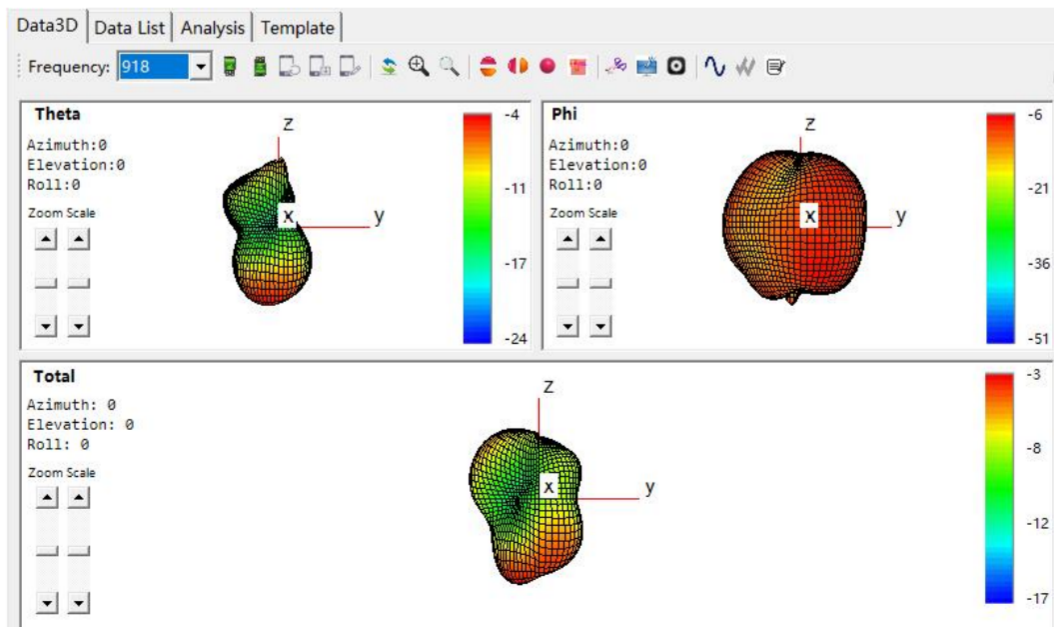 Data3D Data List Analysis Template
Frequency: 918
Theta
Azimuth:0
Elevation:0
Roll:0
Zoom Scale
z
x
y
-4
-11
-17
-24
Phi
Azimuth:0
Elevation:0
Roll:0
Zoom Scale
z
x
y
-6
-21
-36
-51
Total
Azimuth: 0
Elevation: 0
Roll: 0
Zoom Scale
z
x
y
-3
-8
-12
-17